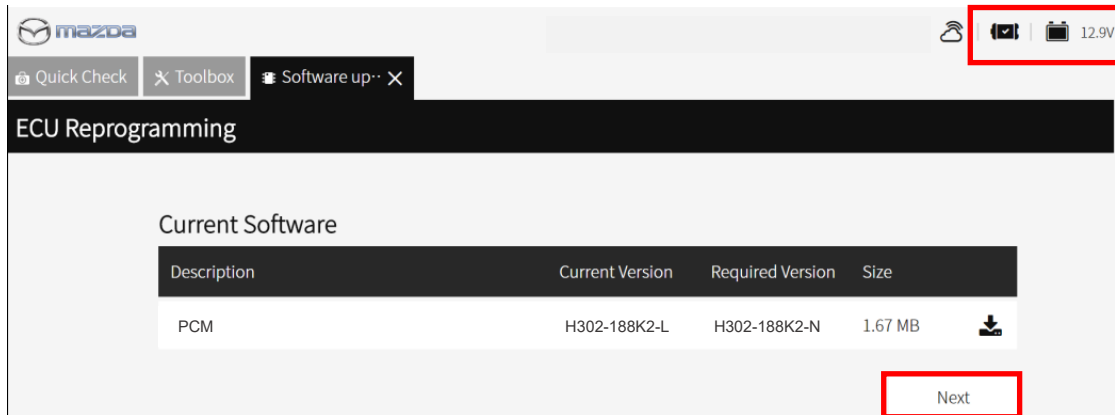 mazda
12.9V
Quick Check
Toolbox
Software up··
ECU Reprogramming
Current Software
Description Current Version Required Version Size
PCM H302-188K2-L H302-188K2-N 1.67 MB
Next